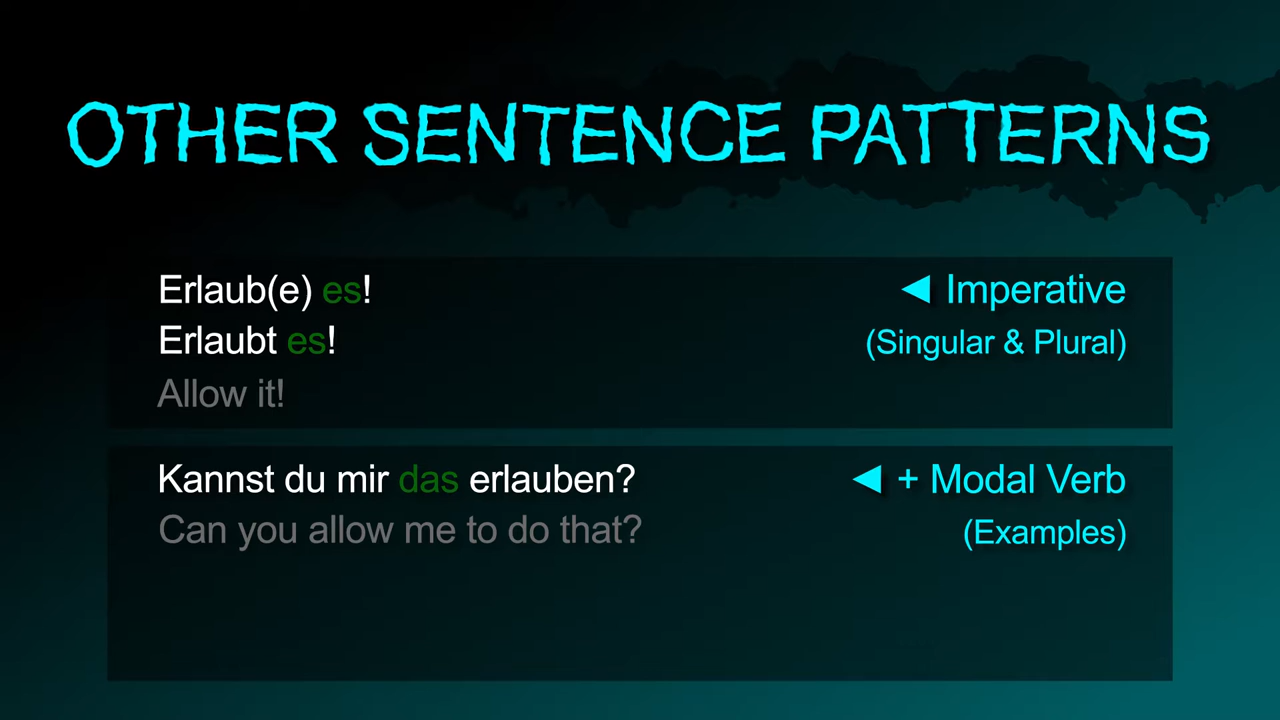 OTHER SENTENCE PATTERNS
Erlaub(e) es! ◄ Imperative
Erlaubt es! (Singular & Plural)
Allow it!
Kannst du mir das erlauben? ◄ + Modal Verb
Can you allow me to do that? (Examples)